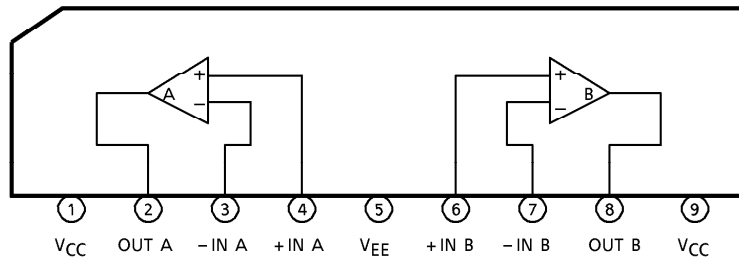 + +
A B
− −
1 2 3 4 5 6 7 8 9
VCC OUT A −IN A +IN A VEE +IN B −IN B OUT B VCC